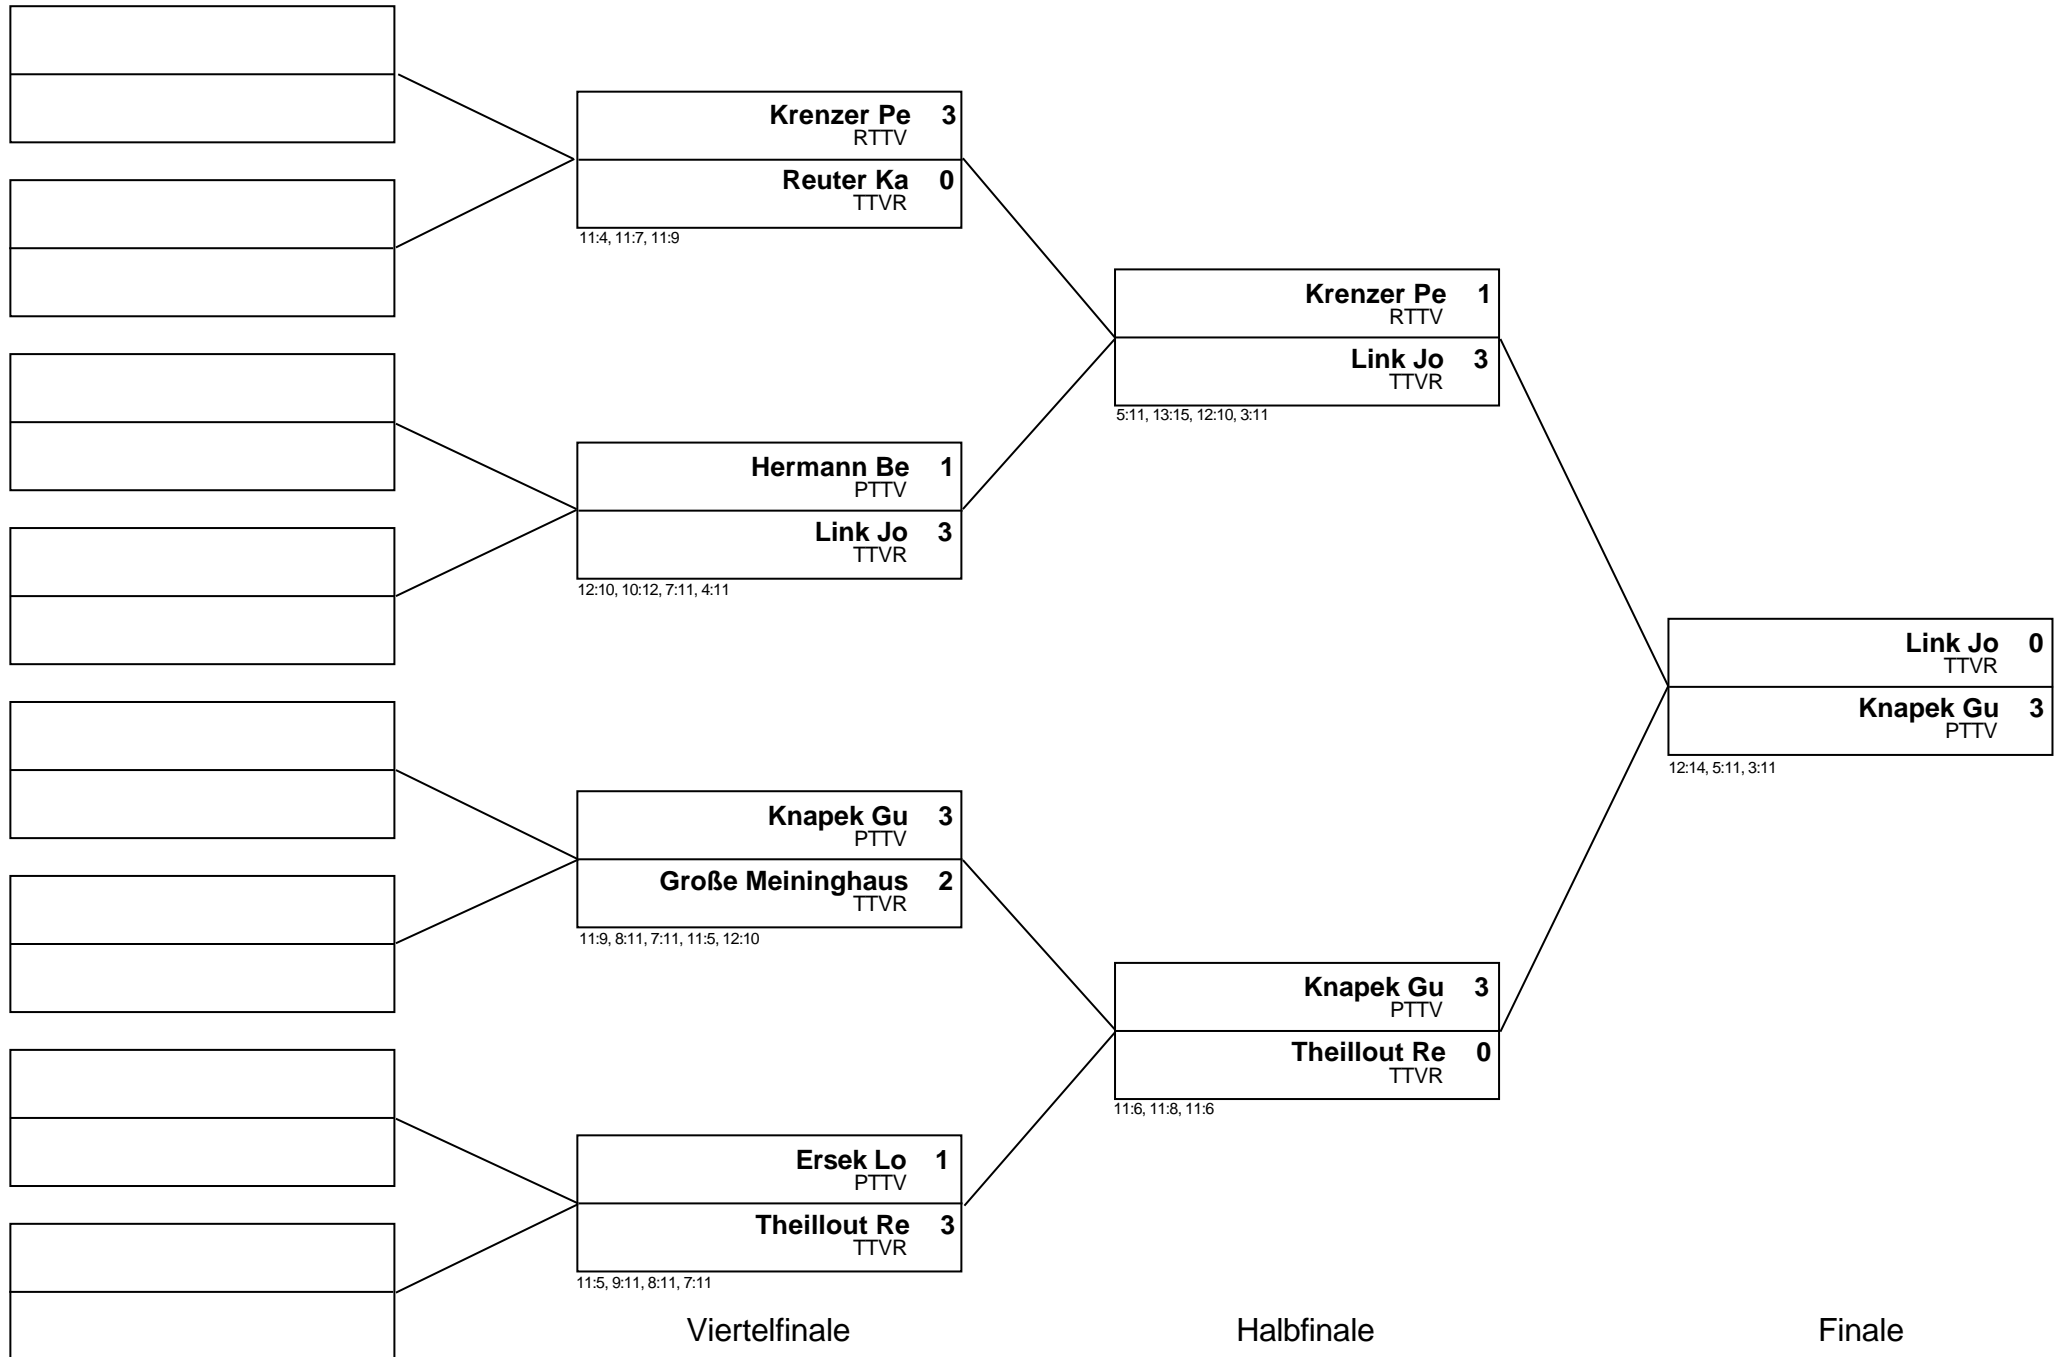 Krenzer Pe 3
RTTV
Reuter Ka 0
TTVR
11:4, 11:7, 11:9
Hermann Be 1
PTTV
Link Jo 3
TTVR
12:10, 10:12, 7:11, 4:11
Knapek Gu 3
PTTV
Große Meininghaus 2
TTVR
11:9, 8:11, 7:11, 11:5, 12:10
Ersek Lo 1
PTTV
Theillout Re 3
TTVR
11:5, 9:11, 8:11, 7:11
Viertelfinale
Krenzer Pe 1
RTTV
Link Jo 3
TTVR
5:11, 13:15, 12:10, 3:11
Knapek Gu 3
PTTV
Theillout Re 0
TTVR
11:6, 11:8, 11:6
Halbfinale
Link Jo 0
TTVR
Knapek Gu 3
PTTV
12:14, 5:11, 3:11
Finale